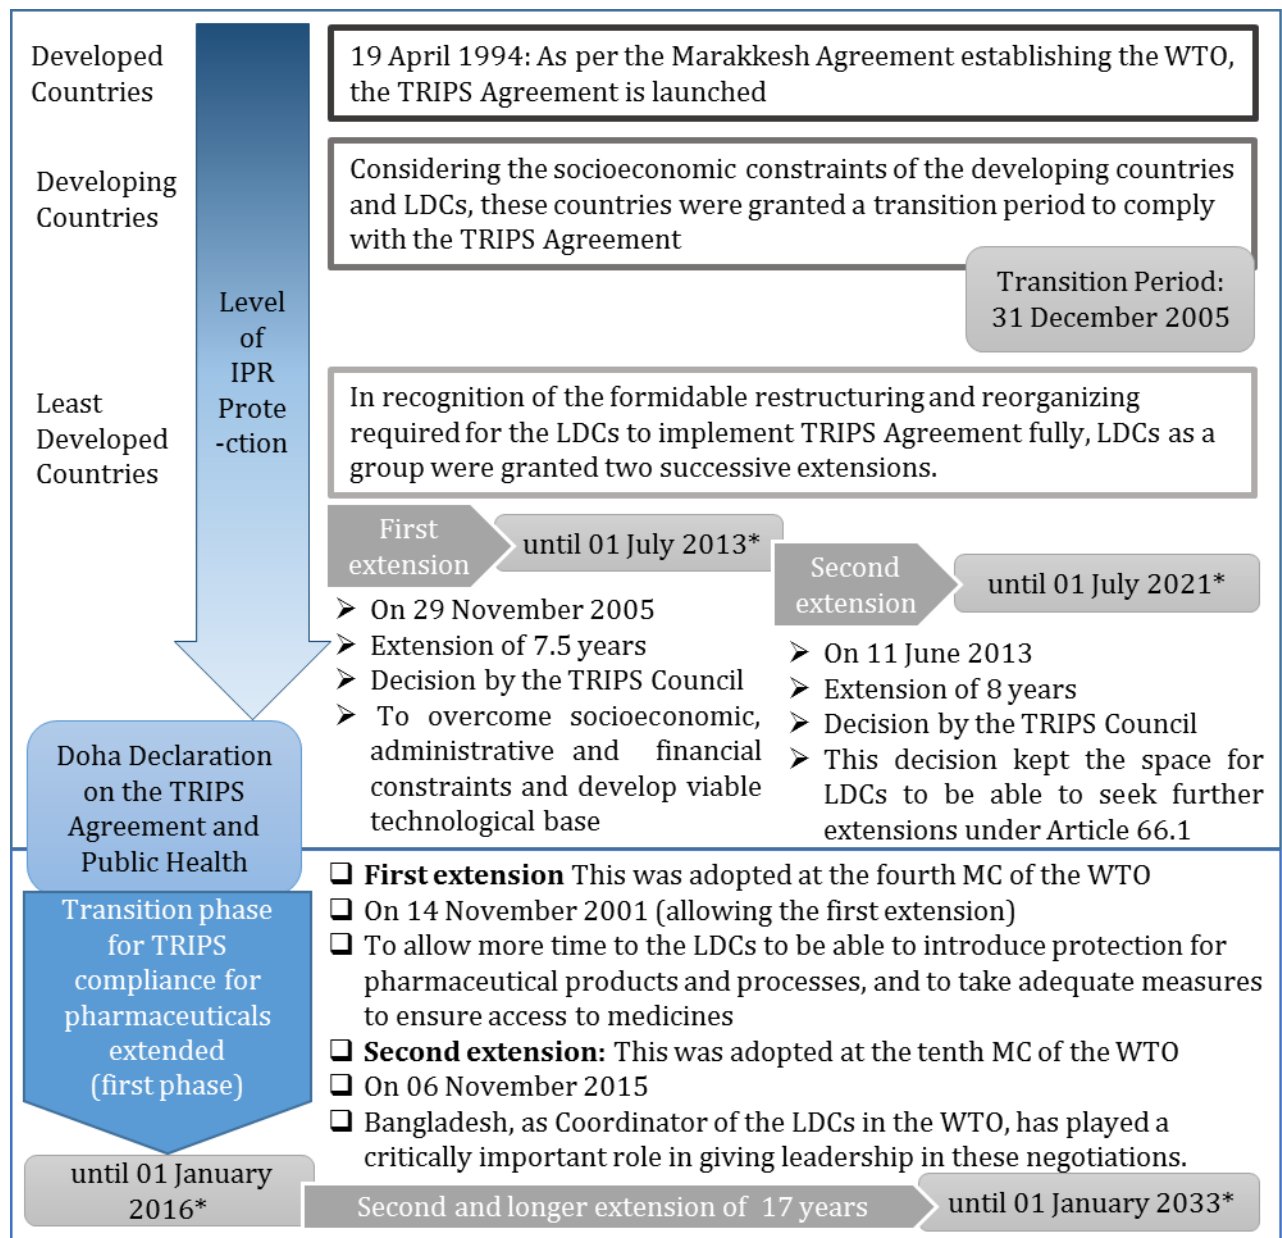 Developed
Countries
19 April 1994: As per the Marakkesh Agreement establishing the WTO,
the TRIPS Agreement is launched
Developing
Countries
Considering the socioeconomic constraints of the developing countries
and LDCs, these countries were granted a transition period to comply
with the TRIPS Agreement
Transition Period:
31 December 2005
Level
of
IPR
Prote
-ction
Least
Developed
Countries
In recognition of the formidable restructuring and reorganizing
required for the LDCs to implement TRIPS Agreement fully, LDCs as a
group were granted two successive extensions.
First
extension
until 01 July 2013*
➤ On 29 November 2005
➤ Extension of 7.5 years
➤ Decision by the TRIPS Council
➤ To overcome socioeconomic,
administrative and financial
constraints and develop viable
technological base
Second
extension
until 01 July 2021*
➤ On 11 June 2013
➤ Extension of 8 years
➤ Decision by the TRIPS Council
➤ This decision kept the space for
LDCs to be able to seek further
extensions under Article 66.1
Doha Declaration
on the TRIPS
Agreement and
Public Health
Transition phase
for TRIPS
compliance for
pharmaceuticals
extended
(first phase)
❑ First extension This was adopted at the fourth MC of the WTO
❑ On 14 November 2001 (allowing the first extension)
❑ To allow more time to the LDCs to be able to introduce protection for
pharmaceutical products and processes, and to take adequate measures
to ensure access to medicines
❑ Second extension: This was adopted at the tenth MC of the WTO
❑ On 06 November 2015
❑ Bangladesh, as Coordinator of the LDCs in the WTO, has played a
critically important role in giving leadership in these negotiations.
until 01 January
2016*
Second and longer extension of 17 years
until 01 January 2033*